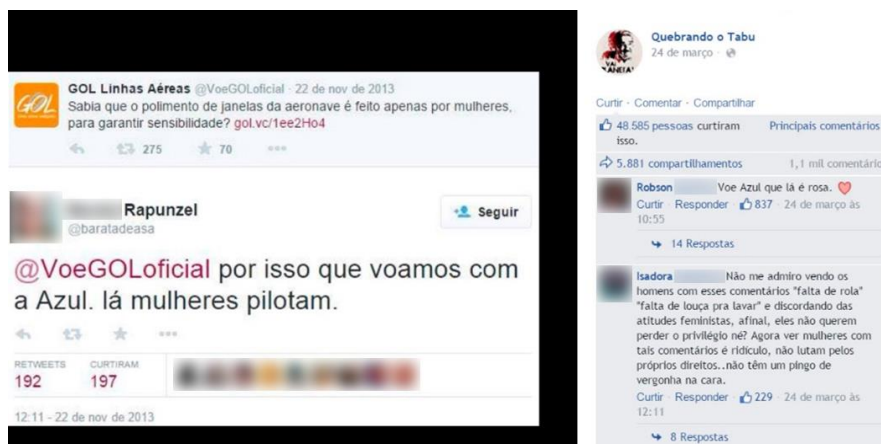 GOL
GOL Linhas Aéreas @VoeGOLoficial · 22 de nov de 2013
Sabia que o polimento de janelas da aeronave é feito apenas por mulheres,
para garantir sensibilidade? gol.vc/1ee2Ho4
275 70
Rapunzel
@baratadeasa
Seguir
@VoeGOLoficial por isso que voamos com
a Azul. lá mulheres pilotam.
RETWEETS CURTIRAM
192 197
12:11 - 22 de nov de 2013
VAI
PLANETA!
Quebrando o Tabu
24 de março ·
Curtir · Comentar · Compartilhar
48.585 pessoas curtiram Principais comentários
isso.
5.881 compartilhamentos 1,1 mil comentário
Robson Voe Azul que lá é rosa. ❤
Curtir · Responder · 837 · 24 de março às
10:55
14 Respostas
Isadora Não me admiro vendo os
homens com esses comentários "falta de rola"
"falta de louça pra lavar" e discordando das
atitudes feministas, afinal, eles não querem
perder o privilégio né? Agora ver mulheres com
tais comentários é ridículo, não lutam pelos
próprios direitos..não têm um pingo de
vergonha na cara.
Curtir · Responder · 229 · 24 de março às
12:11
8 Respostas